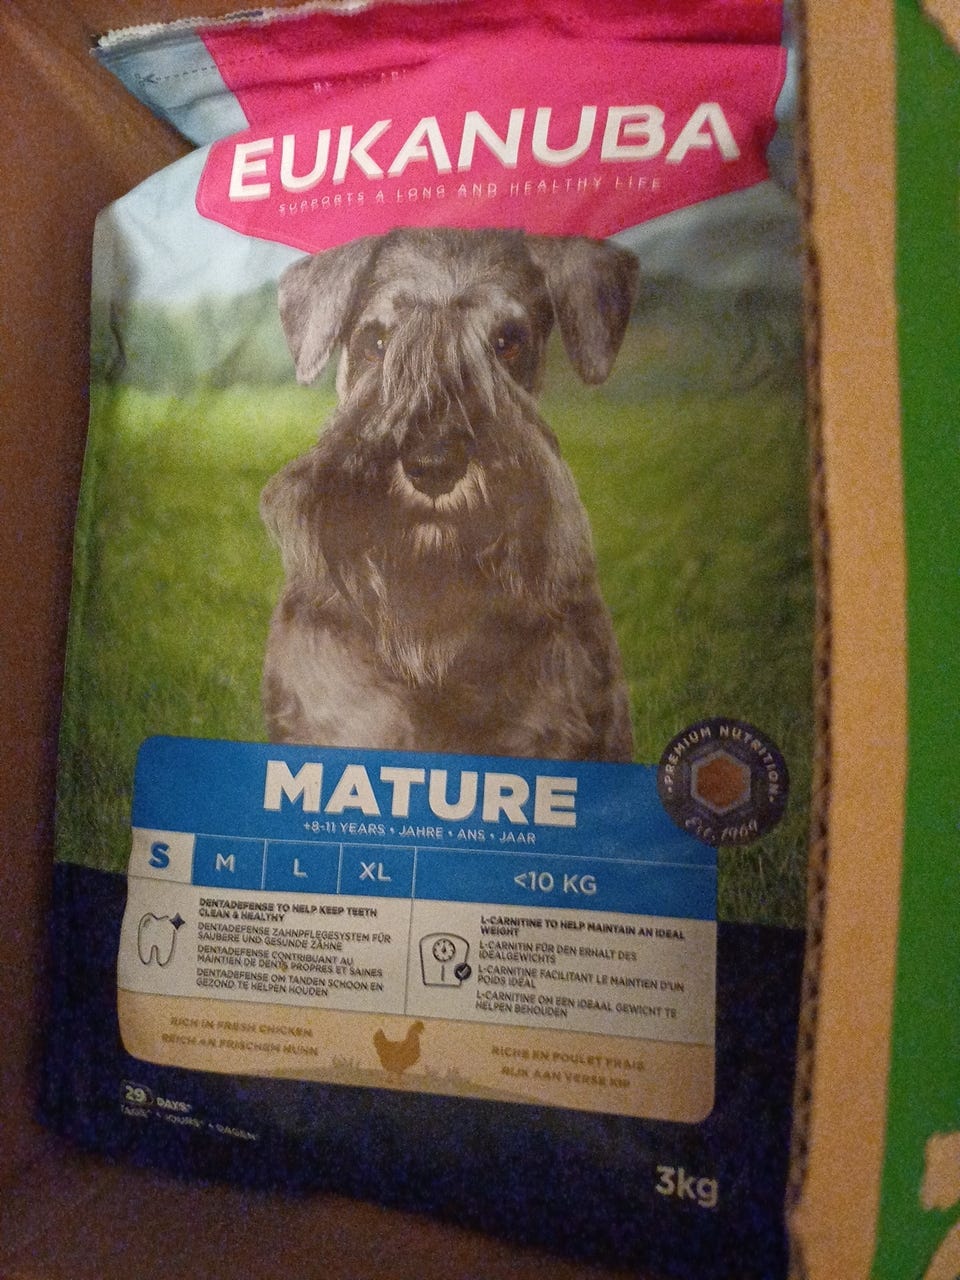 EUKANUBA
SUPPORTS A LONG AND HEALTHY LIFE
MATURE
+8-11 YEARS • JAHRE • ANS • JAAR
S M L XL <10 KG
DENTADEFENSE TO HELP KEEP TEETH
CLEAN & HEALTHY
DENTADEFENSE ZAHNPFLEGESYSTEM FÜR
SAUBERE UND GESUNDE ZÄHNE
DENTADEFENSE CONTRIBUANT AU
MAINTIEN DE DENTS PROPRES ET SAINES
DENTADEFENSE OM TANDEN SCHOON EN
GEZOND TE HELPEN HOUDEN
L-CARNITINE TO HELP MAINTAIN AN IDEAL
WEIGHT
L-CARNITIN FÜR DEN ERHALT DES
IDEALGEWICHTS
L-CARNITINE FACILITANT LE MAINTIEN D'UN
POIDS IDÉAL
L-CARNITINE OM EEN IDEAAL GEWICHT TE
HELPEN BEHOUDEN
PREMIUM NUTRITION
Est. 1969
RICH IN FRESH CHICKEN
REICH AN FRISCHEM HUHN
RICHE EN POULET FRAIS
RIJK AAN VERSE KIP
29 DAYS*
TAGE* • JOURS* • DAGEN*
3kg